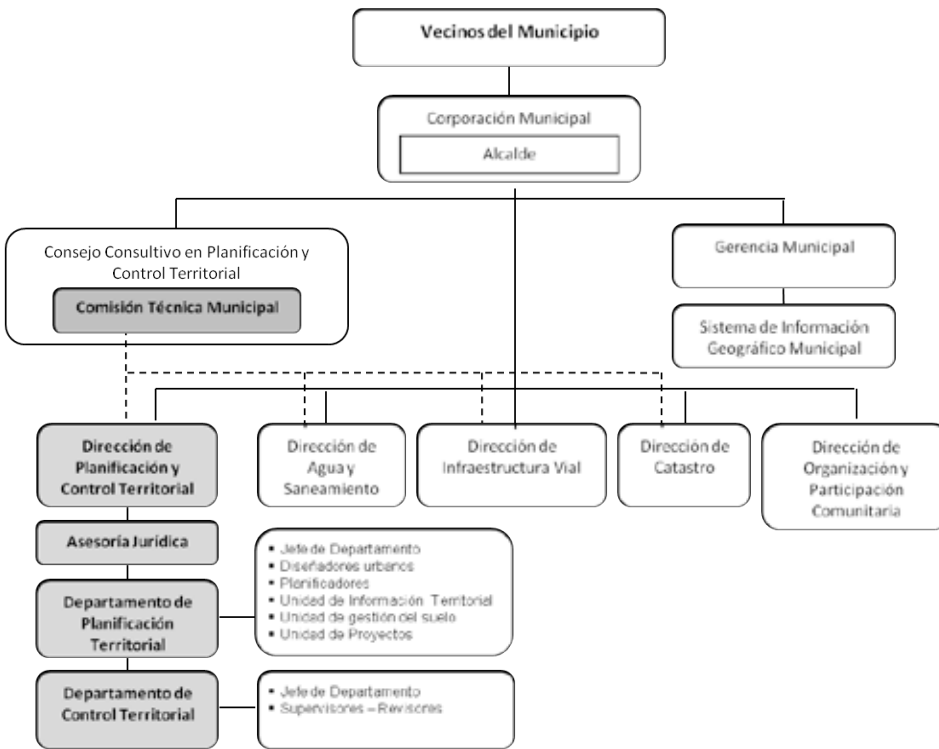 Vecinos del Municipio
Corporación Municipal
Alcalde
Consejo Consultivo en Planificación y
Control Territorial
Comisión Técnica Municipal
Gerencia Municipal
Sistema de Información
Geográfico Municipal
Dirección de
Planificación y
Control Territorial
Dirección de
Agua y
Saneamiento
Dirección de
Infraestructura Vial
Dirección de
Catastro
Dirección de
Organización y
Participación
Comunitaria
Asesoría Jurídica
Departamento de
Planificación
Territorial
▪ Jefe de Departamento
▪ Diseñadores urbanos
▪ Planificadores
▪ Unidad de Información Territorial
▪ Unidad de gestión del suelo
▪ Unidad de Proyectos
Departamento de
Control Territorial
▪ Jefe de Departamento
▪ Supervisores – Revisores